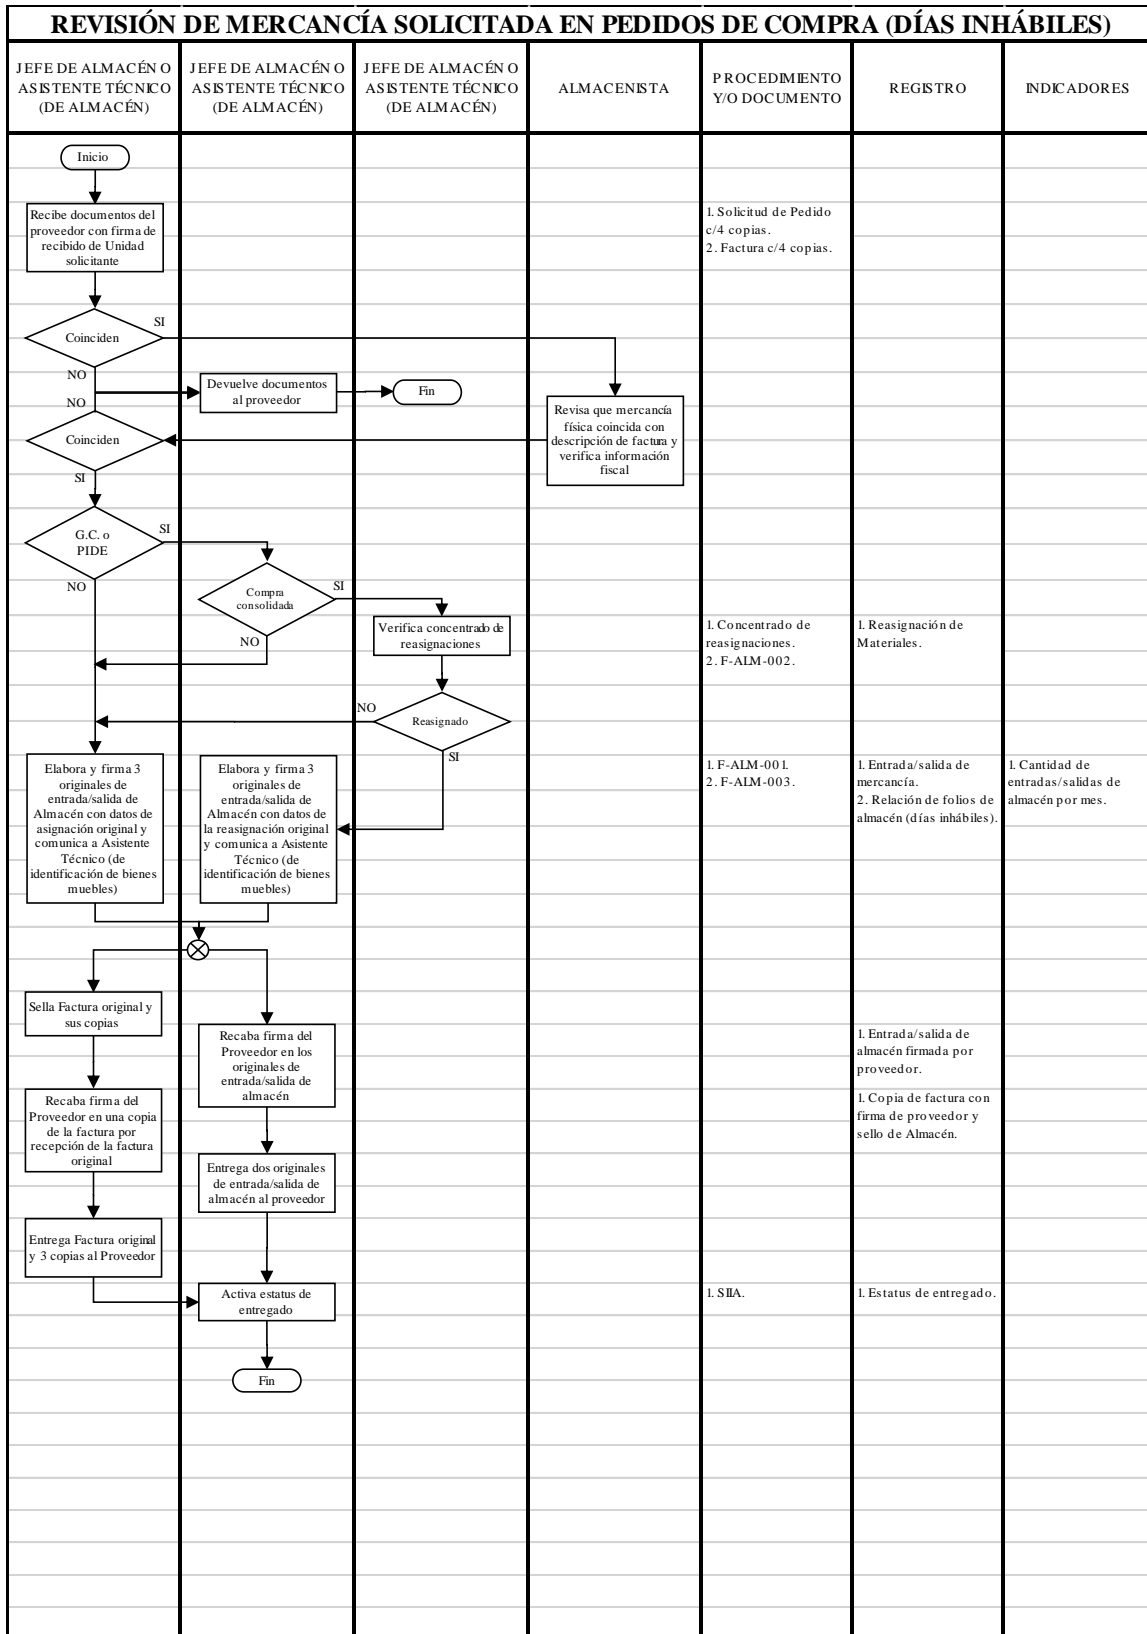 REVISIÓN DE MERCANCÍA SOLICITADA EN PEDIDOS DE COMPRA (DÍAS INHÁBILES)
JEFE DE ALMACÉN O
ASISTENTE TÉCNICO
(DE ALMACÉN)
JEFE DE ALMACÉN O
ASISTENTE TÉCNICO
(DE ALMACÉN)
JEFE DE ALMACÉN O
ASISTENTE TÉCNICO
(DE ALMACÉN)
ALMACENISTA
PROCEDIMIENTO
Y/O DOCUMENTO
REGISTRO
INDICADORES
Inicio
Recibe documentos del
proveedor con firma de
recibido de Unidad
solicitante
1. Solicitud de Pedido
c/4 copias.
2. Factura c/4 copias.
Coinciden
SI
NO
Devuelve documentos
al proveedor
Fin
NO
Coinciden
SI
Revisa que mercancía
física coincida con
descripción de factura y
verifica información
fiscal
G.C. o
PIDE
SI
NO
Compra
consolidada
SI
NO
Verifica concentrado de
reasignaciones
1. Concentrado de
reasignaciones.
2. F-ALM-002.
1. Reasignación de
Materiales.
Reasignado
NO
SI
Elabora y firma 3
originales de
entrada/salida de
Almacén con datos de
asignación original y
comunica a Asistente
Técnico (de
identificación de bienes
muebles)
Elabora y firma 3
originales de
entrada/salida de
Almacén con datos de
la reasignación original
y comunica a Asistente
Técnico (de
identificación de bienes
muebles)
1. F-ALM-001.
2. F-ALM-003.
1. Entrada/salida de
mercancía.
2. Relación de folios de
almacén (días inhábiles).
1. Cantidad de
entradas/salidas de
almacén por mes.
Sella Factura original y
sus copias
Recaba firma del
Proveedor en los
originales de
entrada/salida de
almacén
1. Entrada/salida de
almacén firmada por
proveedor.
Recaba firma del
Proveedor en una copia
de la factura por
recepción de la factura
original
1. Copia de factura con
firma de proveedor y
sello de Almacén.
Entrega dos originales
de entrada/salida de
almacén al proveedor
Entrega Factura original
y 3 copias al Proveedor
Activa estatus de
entregado
1. SIIA.
1. Estatus de entregado.
Fin